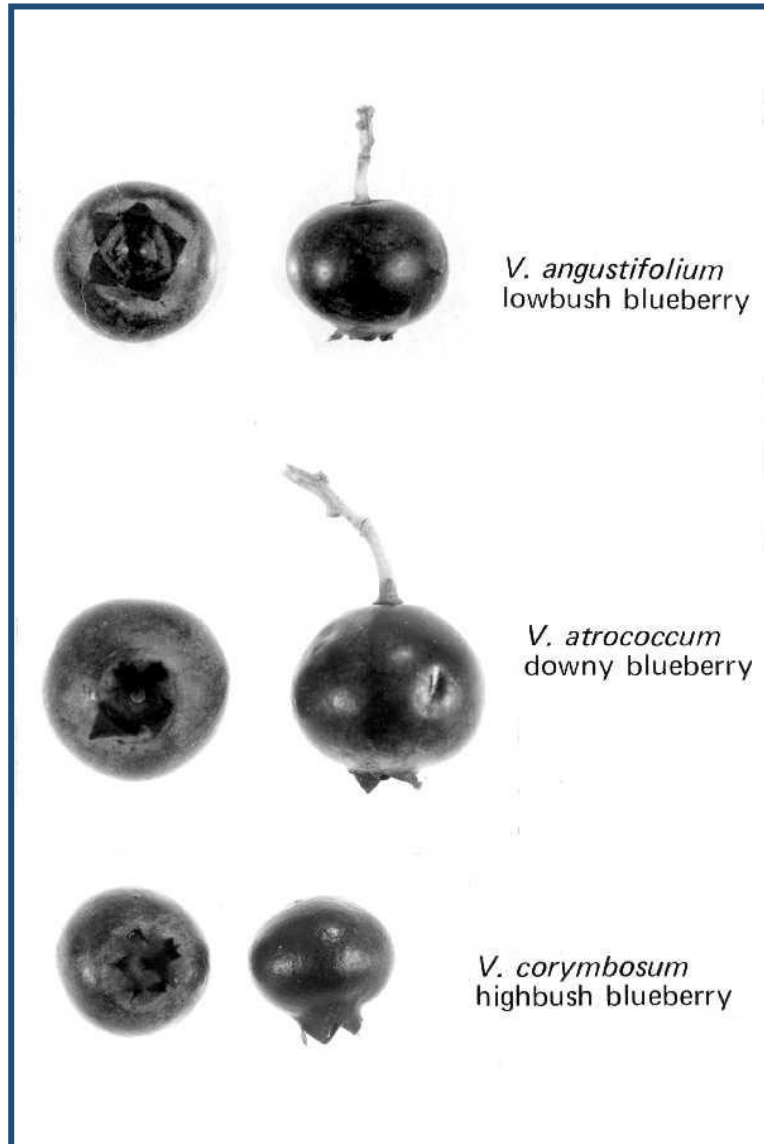 V. angustifolium
lowbush blueberry
V. atrococcum
downy blueberry
V. corymbosum
highbush blueberry